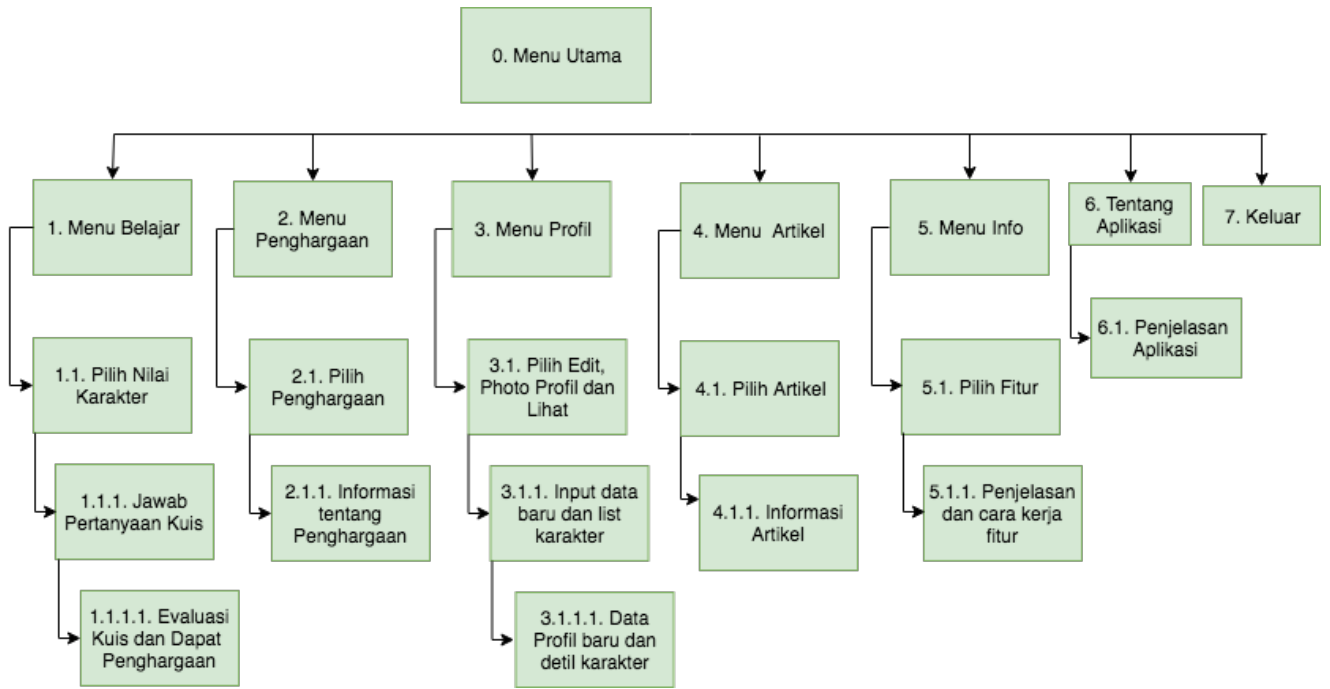 0. Menu Utama
1. Menu Belajar
2. Menu
Penghargaan
3. Menu Profil
4. Menu Artikel
5. Menu Info
6. Tentang
Aplikasi
7. Keluar
6.1. Penjelasan
Aplikasi
1.1. Pilih Nilai
Karakter
2.1. Pilih
Penghargaan
3.1. Pilih Edit,
Photo Profil dan
Lihat
4.1. Pilih Artikel
5.1. Pilih Fitur
1.1.1. Jawab
Pertanyaan Kuis
2.1.1. Informasi
tentang
Penghargaan
3.1.1. Input data
baru dan list
karakter
4.1.1. Informasi
Artikel
5.1.1. Penjelasan
dan cara kerja
fitur
1.1.1.1. Evaluasi
Kuis dan Dapat
Penghargaan
3.1.1.1. Data
Profil baru dan
detil karakter